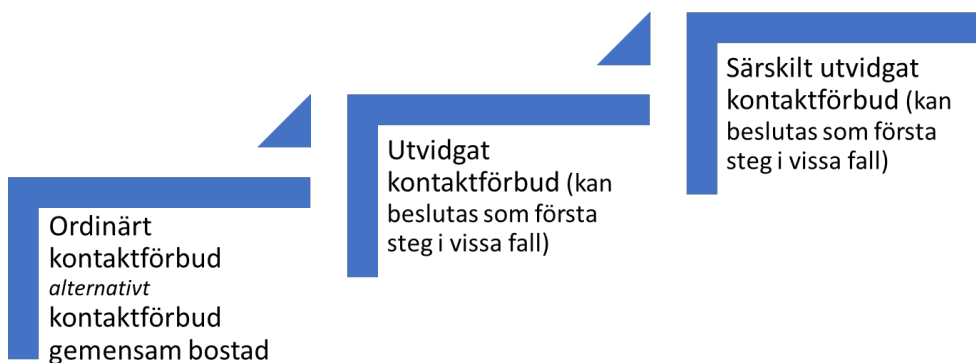 Ordinärt
kontaktförbud
alternativt
kontaktförbud
gemensam bostad
Utvidgat
kontaktförbud (kan
beslutas som första
steg i vissa fall)
Särskilt utvidgat
kontaktförbud (kan
beslutas som första
steg i vissa fall)